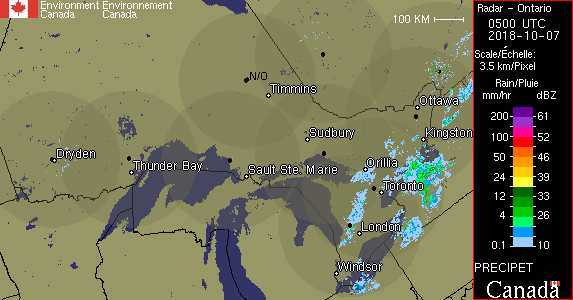 Environment Environnement
Canada Canada
100 KM
N/O
Timmins
Ottawa
Sudbury
Kingston
Dryden
Thunder Bay
Sault Ste. Marie
Orillia
Toronto
London
Windsor
Radar - Ontario
0500 UTC
2018-10-07
Scale/Échelle:
3.5 km/Pixel
Rain/Pluie
mm/hr dBZ
200 61
100 52
50 46
24 39
12 33
4 26
0.1 10
PRECIPET
Canada